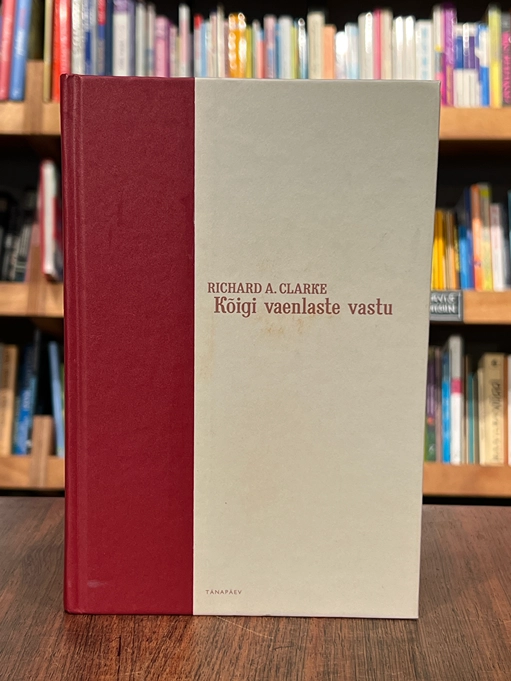 RICHARD A. CLARKE
Kõigi vaenlaste vastu
TÄNAPÄEV